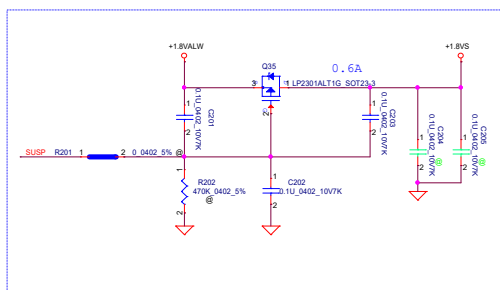 +1.8VALW
+1.8VS
Q35
0.6A
3
1
LP2301ALT1G_SOT23-3
2
1
2
0.1U_0402_10V7K
C201
1
2
0.1U_0402_10V7K
C203
1
2
0.1U_0402_10V7K
C204
@
1
2
0.1U_0402_10V7K
C205
@
SUSP
R201
1
2
0_0402_5%
@
1
2
R202
470K_0402_5%
@
1
2
C202
0.1U_0402_10V7K